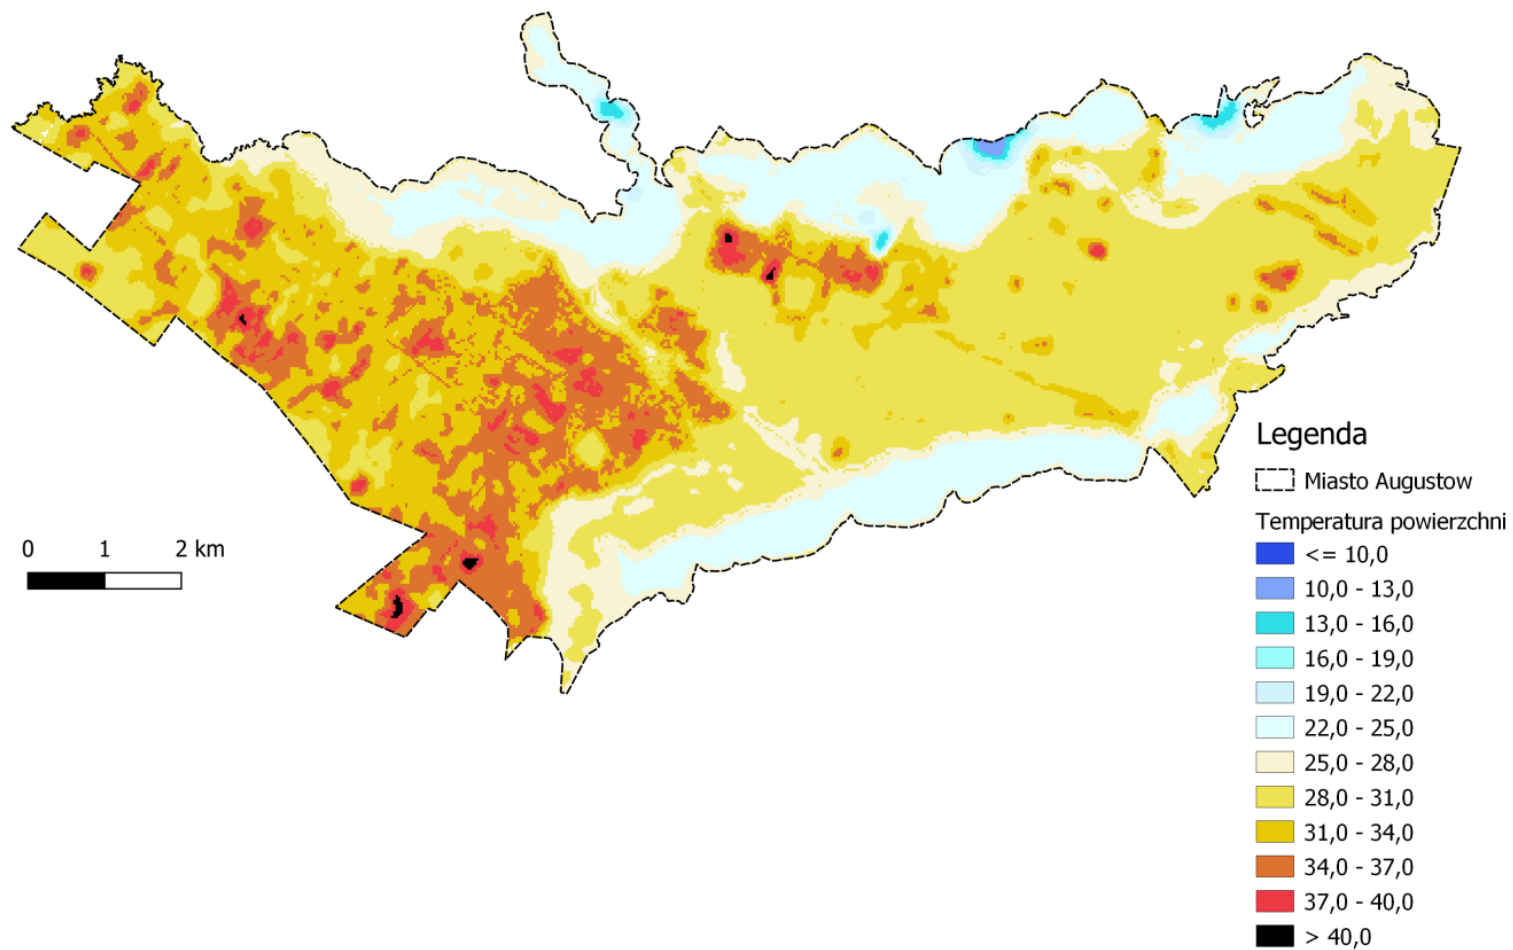 Legenda
Miasto Augustow
Temperatura powierzchni
<= 10,0
10,0 - 13,0
13,0 - 16,0
16,0 - 19,0
19,0 - 22,0
22,0 - 25,0
25,0 - 28,0
28,0 - 31,0
31,0 - 34,0
34,0 - 37,0
37,0 - 40,0
> 40,0
0 1 2 km